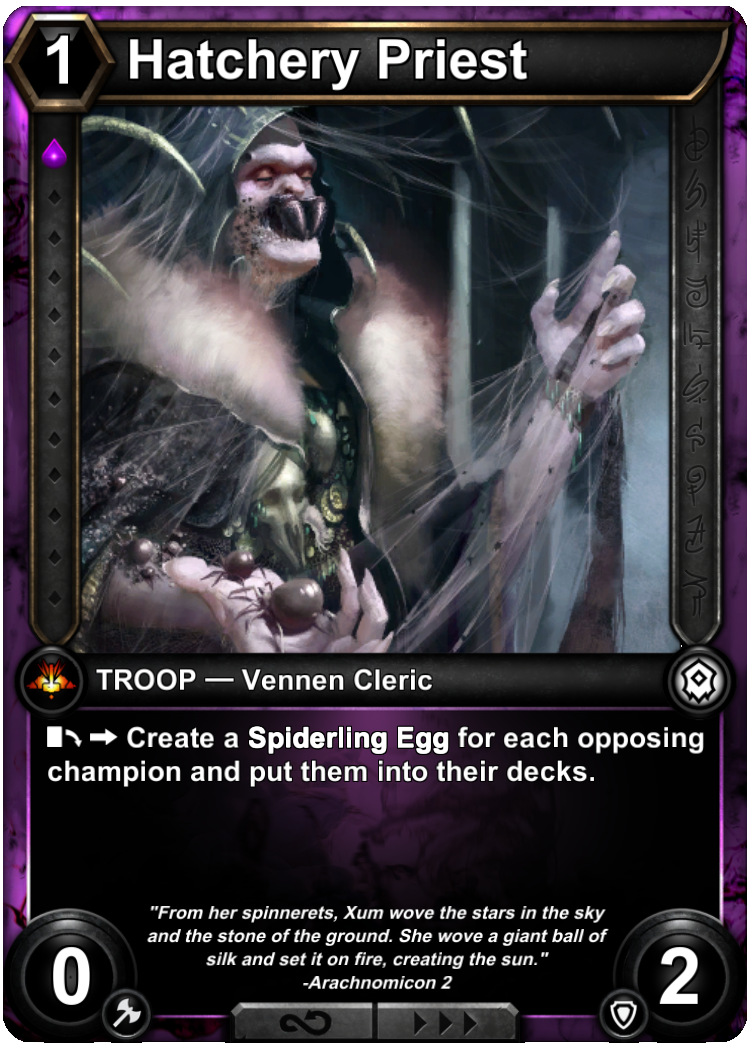 1 Hatchery Priest
TROOP — Vennen Cleric
Create a Spiderling Egg for each opposing
champion and put them into their decks.
"From her spinnerets, Xum wove the stars in the sky
and the stone of the ground. She wove a giant ball of
silk and set it on fire, creating the sun."
-Arachnomicon 2
0
2